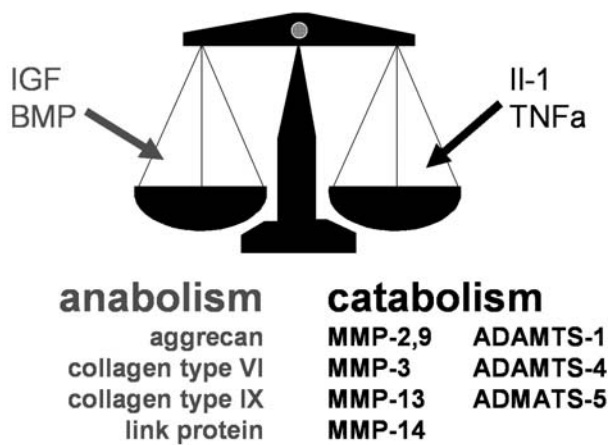 IGF
BMP
Il-1
TNFa
anabolism
aggrecan
collagen type VI
collagen type IX
link protein
catabolism
MMP-2,9 ADAMTS-1
MMP-3 ADAMTS-4
MMP-13 ADMATS-5
MMP-14